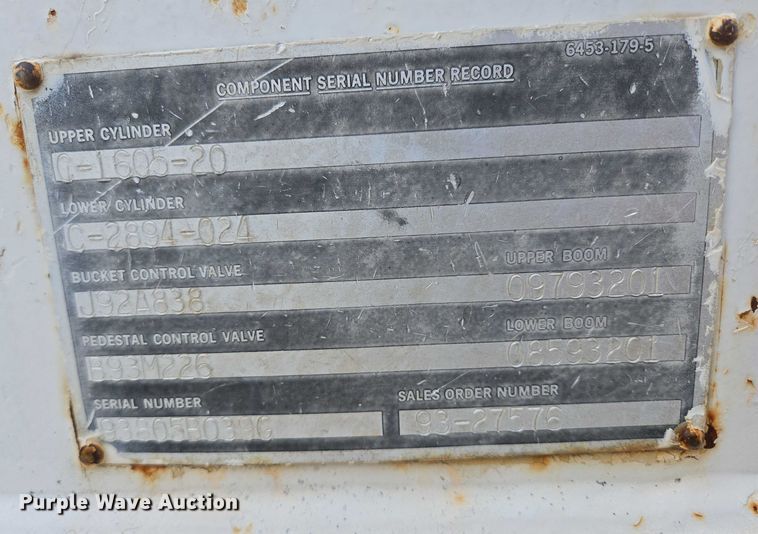 6453-179-5
COMPONENT SERIAL NUMBER RECORD
UPPER CYLINDER
C-1605-20
LOWER CYLINDER
C-2894-024
BUCKET CONTROL VALVE UPPER BOOM
J92A838 09793201
PEDESTAL CONTROL VALVE LOWER BOOM
B93M226 08593201
SERIAL NUMBER SALES ORDER NUMBER
93-27576
Purple Wave Auction